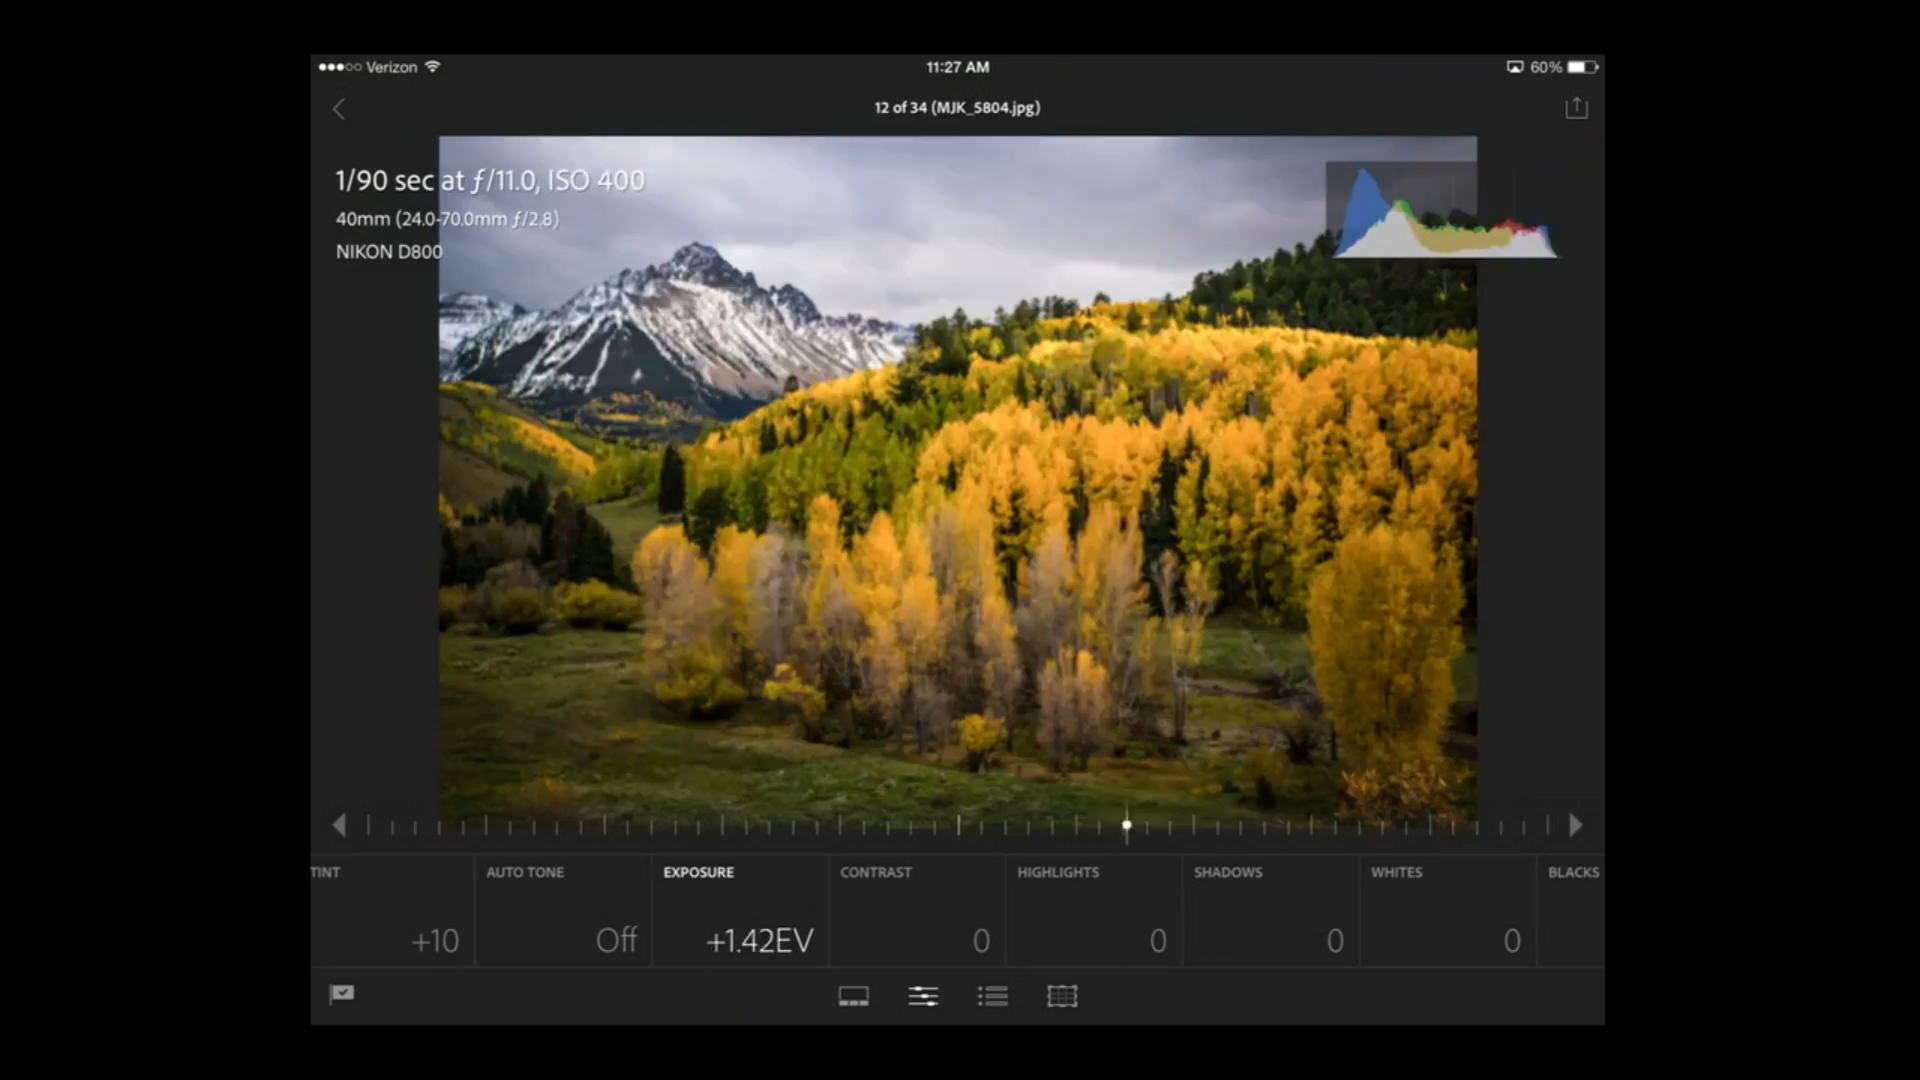 Verizon 11:27 AM 60%
12 of 34 (MJK_5804.jpg)
1/90 sec at ƒ/11.0, ISO 400
40mm (24.0-70.0mm ƒ/2.8)
NIKON D800
TINT AUTO TONE EXPOSURE CONTRAST HIGHLIGHTS SHADOWS WHITES BLACKS
+10 Off +1.42EV 0 0 0 0